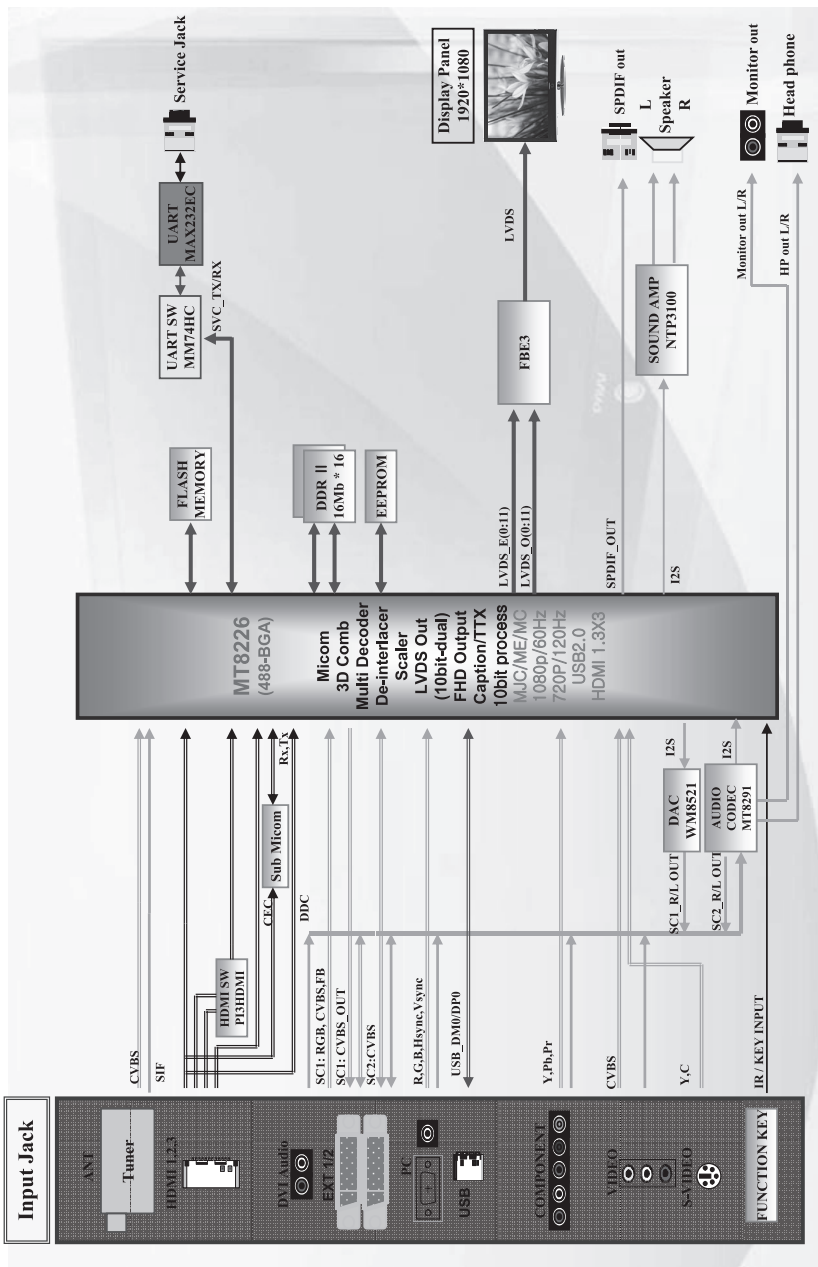 Input Jack
ANT
Tuner
HDMI 1,2,3
DVI Audio
EXT 1/2
PC
USB
COMPONENT
VIDEO
S-VIDEO
FUNCTION KEY
CVBS
SIF
HDMI SW
PI3HDMI
CEC
Sub Micom
Rx,Tx
DDC
SC1: RGB, CVBS,FB
SC1: CVBS_OUT
SC2:CVBS
R,G,B,Hsync,Vsync
USB_DM0/DP0
Y,Pb,Pr
CVBS
Y,C
IR / KEY INPUT
SC1_R/L OUT
SC2_R/L OUT
DAC
WM8521
AUDIO
CODEC
MT8291
I2S
I2S
MT8226
(488-BGA)
Micom
3D Comb
Multi Decoder
De-interlacer
Scaler
LVDS Out
(10bit-dual)
FHD Output
Caption/TTX
10bit process
MJC/ME/MC
1080p/60Hz
720P/120Hz
USB2.0
HDMI 1.3X3
FLASH
MEMORY
UART SW
MM74HC
SVC_TX/RX
UART
MAX232EC
Service Jack
DDR II
16Mb * 16
EEPROM
LVDS_E(0:11)
LVDS_O(0:11)
FBE3
LVDS
Display Panel
1920*1080
SPDIF_OUT
SPDIF out
I2S
SOUND AMP
NTP3100
L
Speaker
R
Monitor out L/R
Monitor out
HP out L/R
Head phone